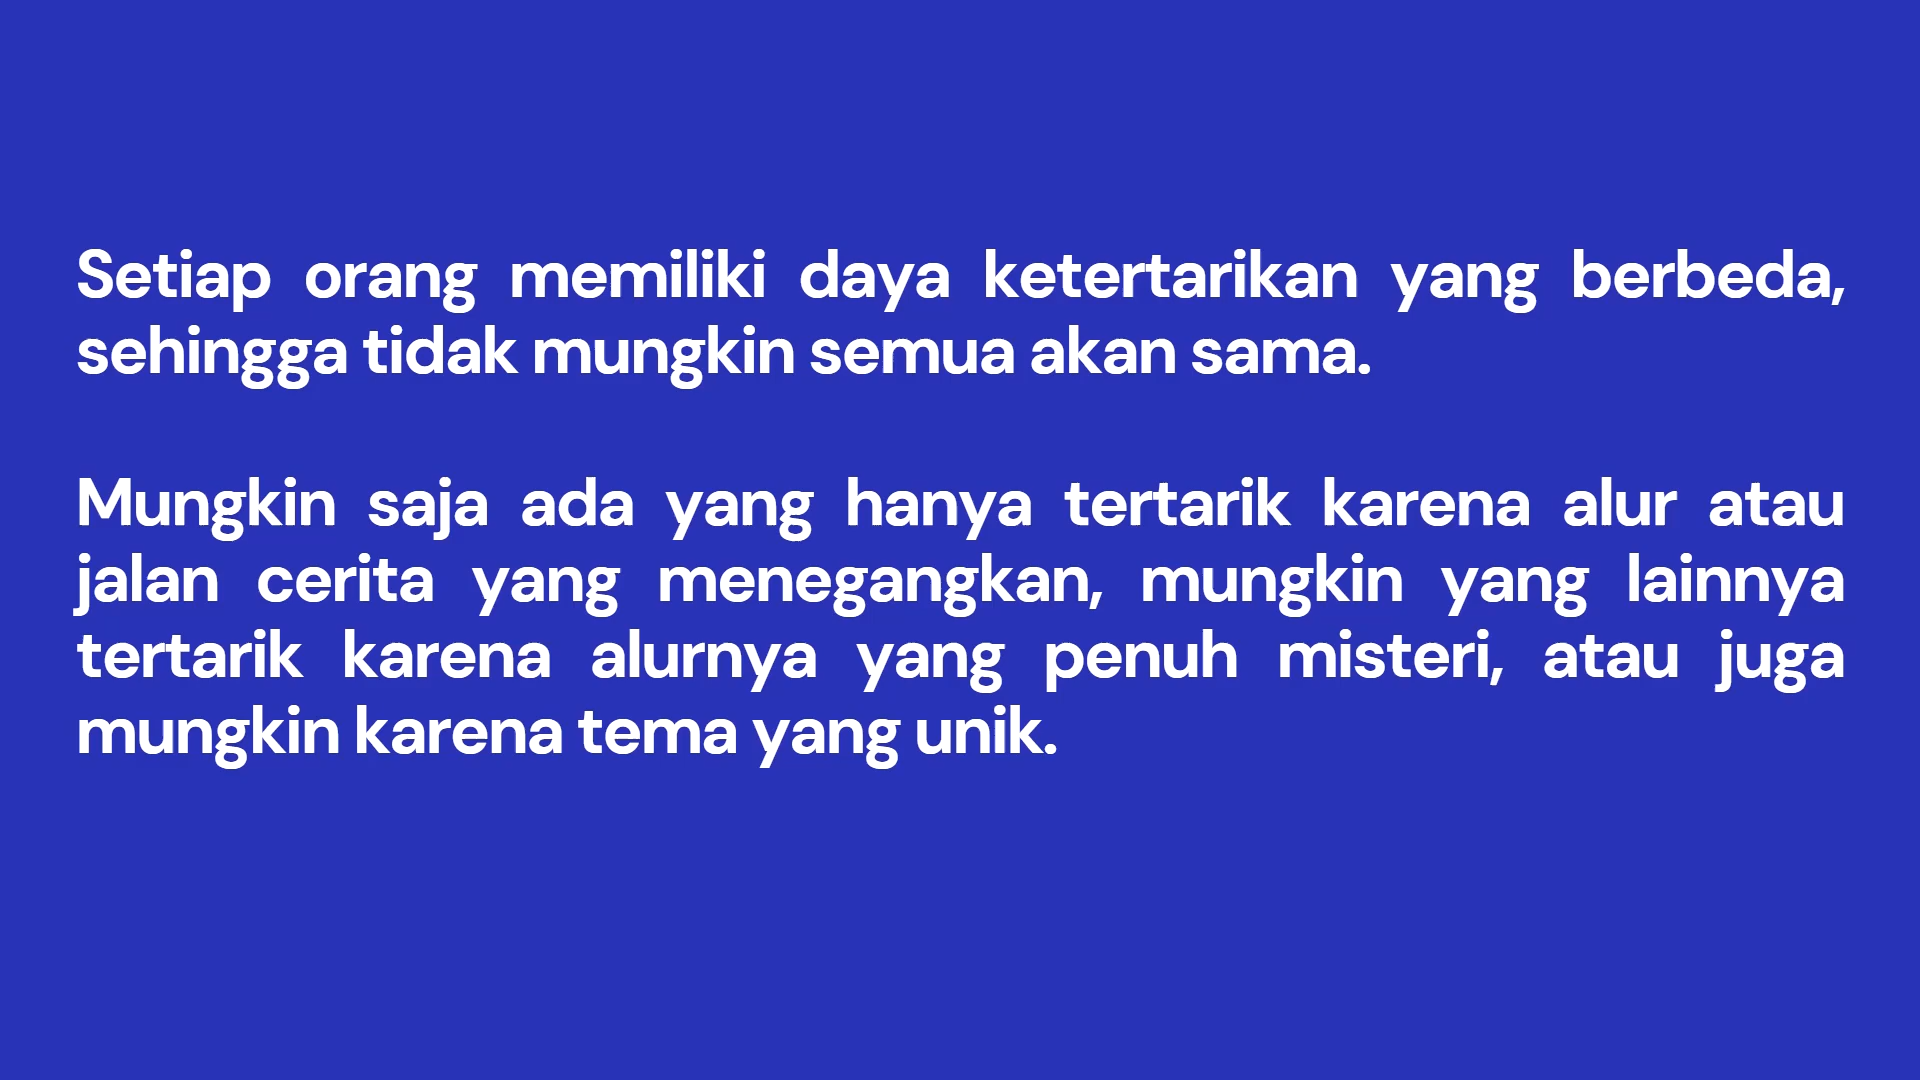 Setiap orang memiliki daya ketertarikan yang berbeda,
sehingga tidak mungkin semua akan sama.
Mungkin saja ada yang hanya tertarik karena alur atau
jalan cerita yang menegangkan, mungkin yang lainnya
tertarik karena alurnya yang penuh misteri, atau juga
mungkin karena tema yang unik.